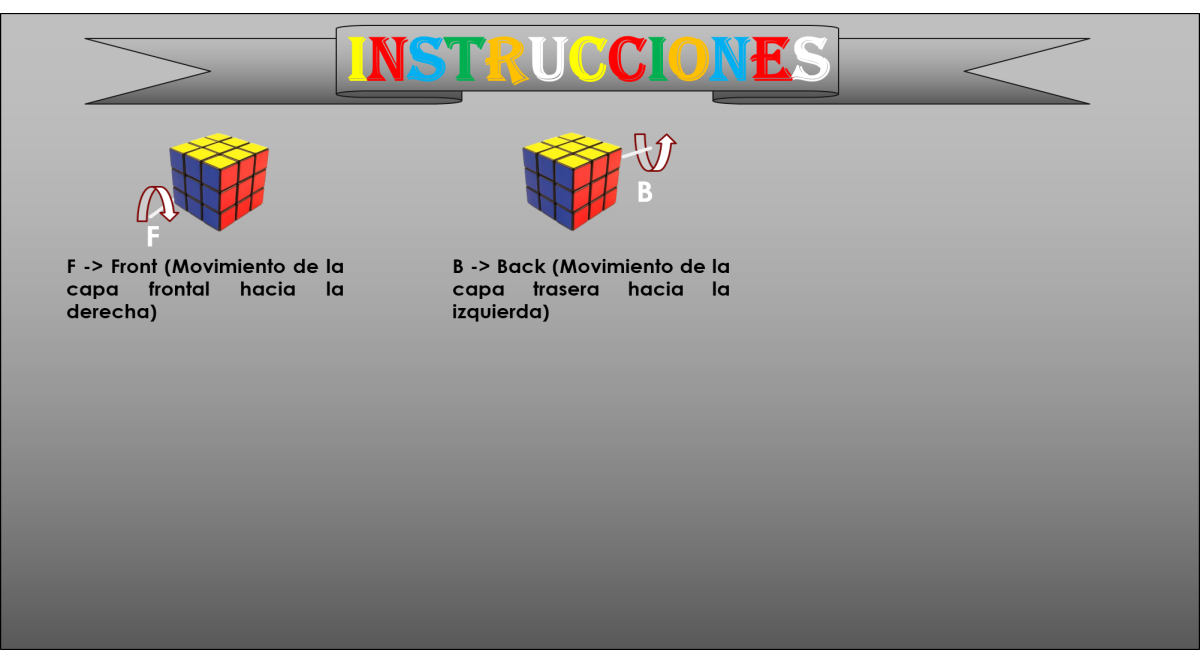 INSTRUCCIONES
F
B
F -> Front (Movimiento de la
capa frontal hacia la
derecha)
B -> Back (Movimiento de la
capa trasera hacia la
izquierda)